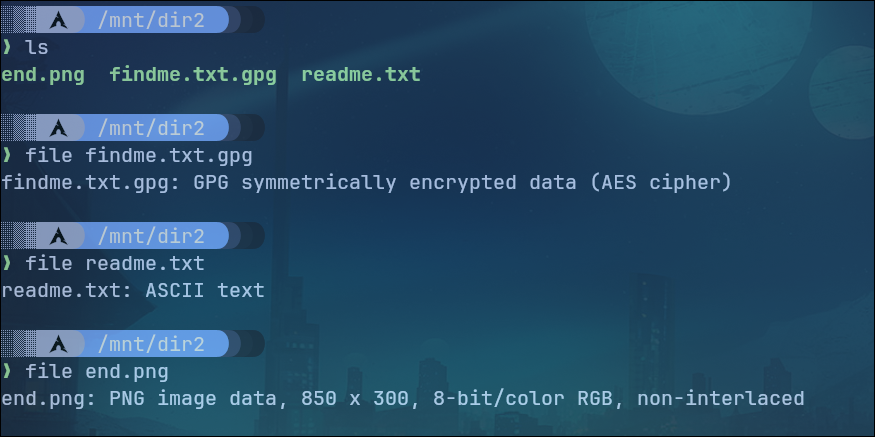 /mnt/dir2
❯ ls
end.png  findme.txt.gpg  readme.txt
/mnt/dir2
❯ file findme.txt.gpg
findme.txt.gpg: GPG symmetrically encrypted data (AES cipher)
/mnt/dir2
❯ file readme.txt
readme.txt: ASCII text
/mnt/dir2
❯ file end.png
end.png: PNG image data, 850 x 300, 8-bit/color RGB, non-interlaced